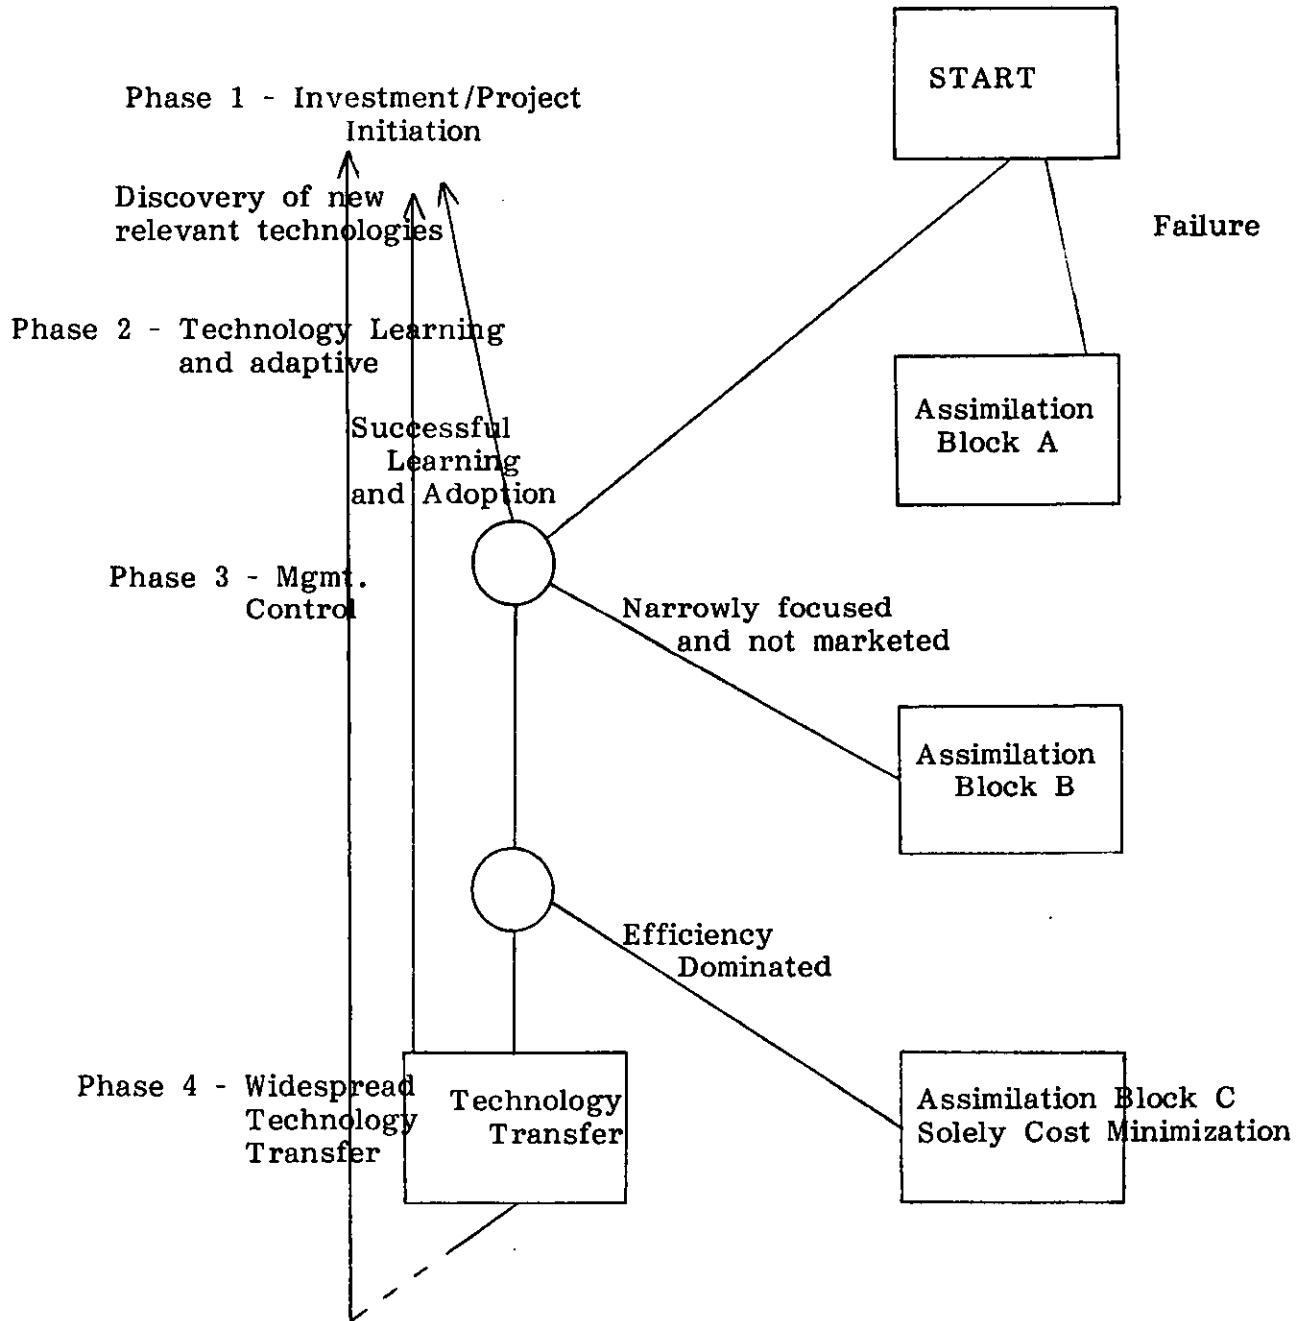 START
Phase 1 - Investment/Project
Initiation
Discovery of new
relevant technologies
Failure
Phase 2 - Technology Learning
and adaptive
Assimilation
Block A
Successful
Learning
and Adoption
Phase 3 - Mgmt.
Control
Narrowly focused
and not marketed
Assimilation
Block B
Efficiency
Dominated
Phase 4 - Widespread
Technology
Transfer
Technology
Transfer
Assimilation Block C
Solely Cost Minimization